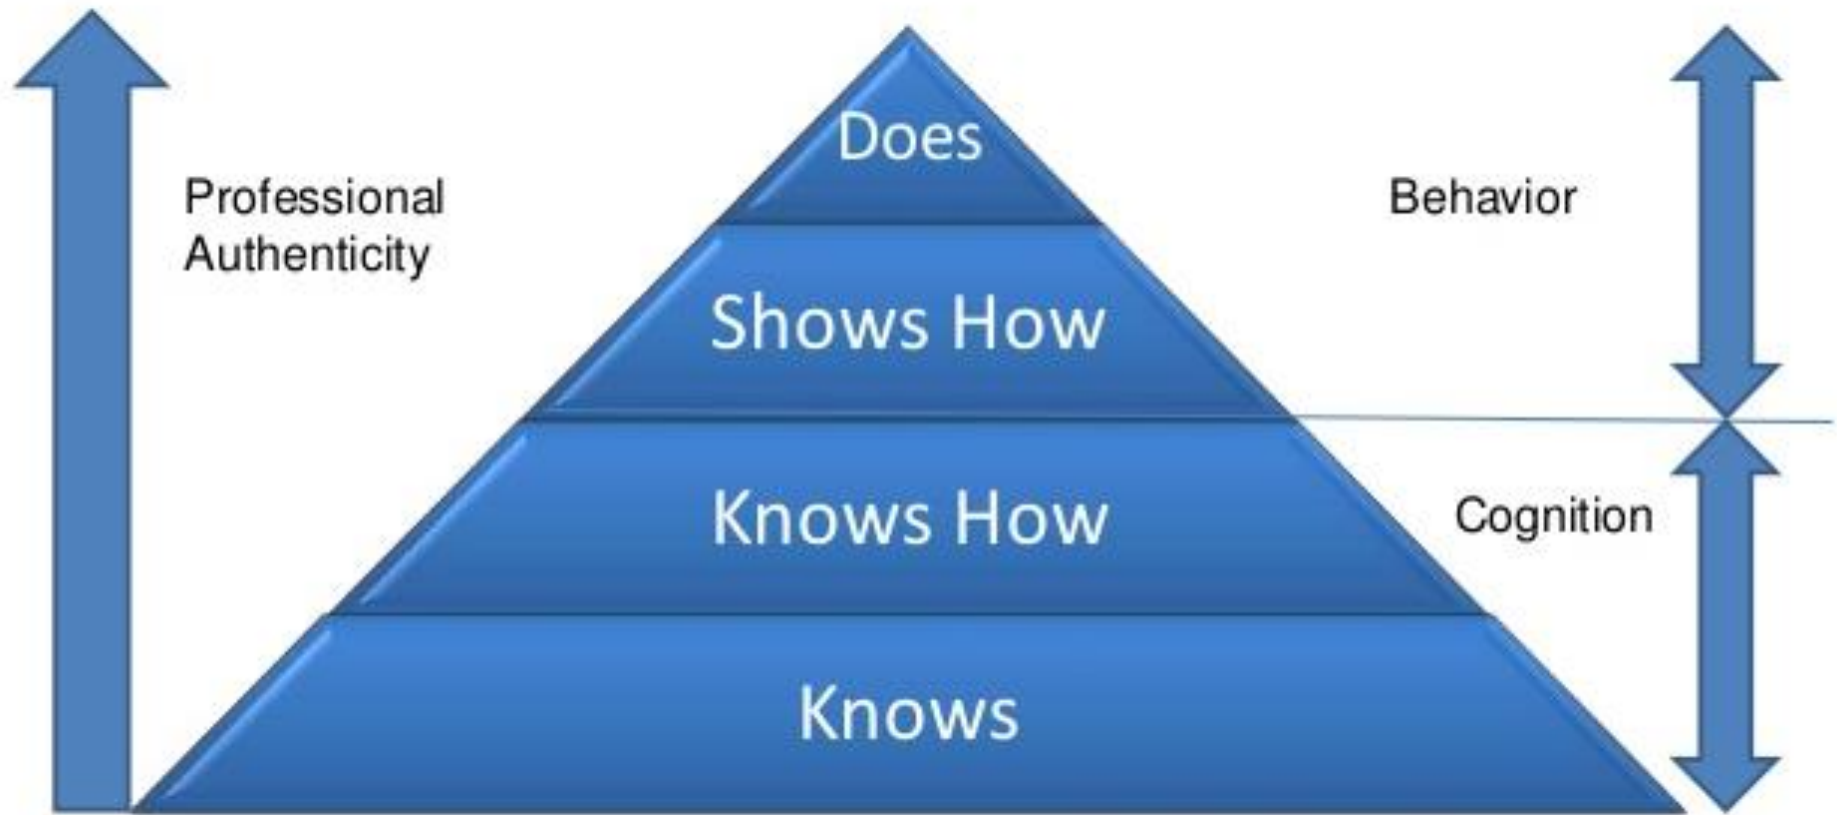 Does
Professional
Authenticity
Behavior
Shows How
Knows How
Cognition
Knows